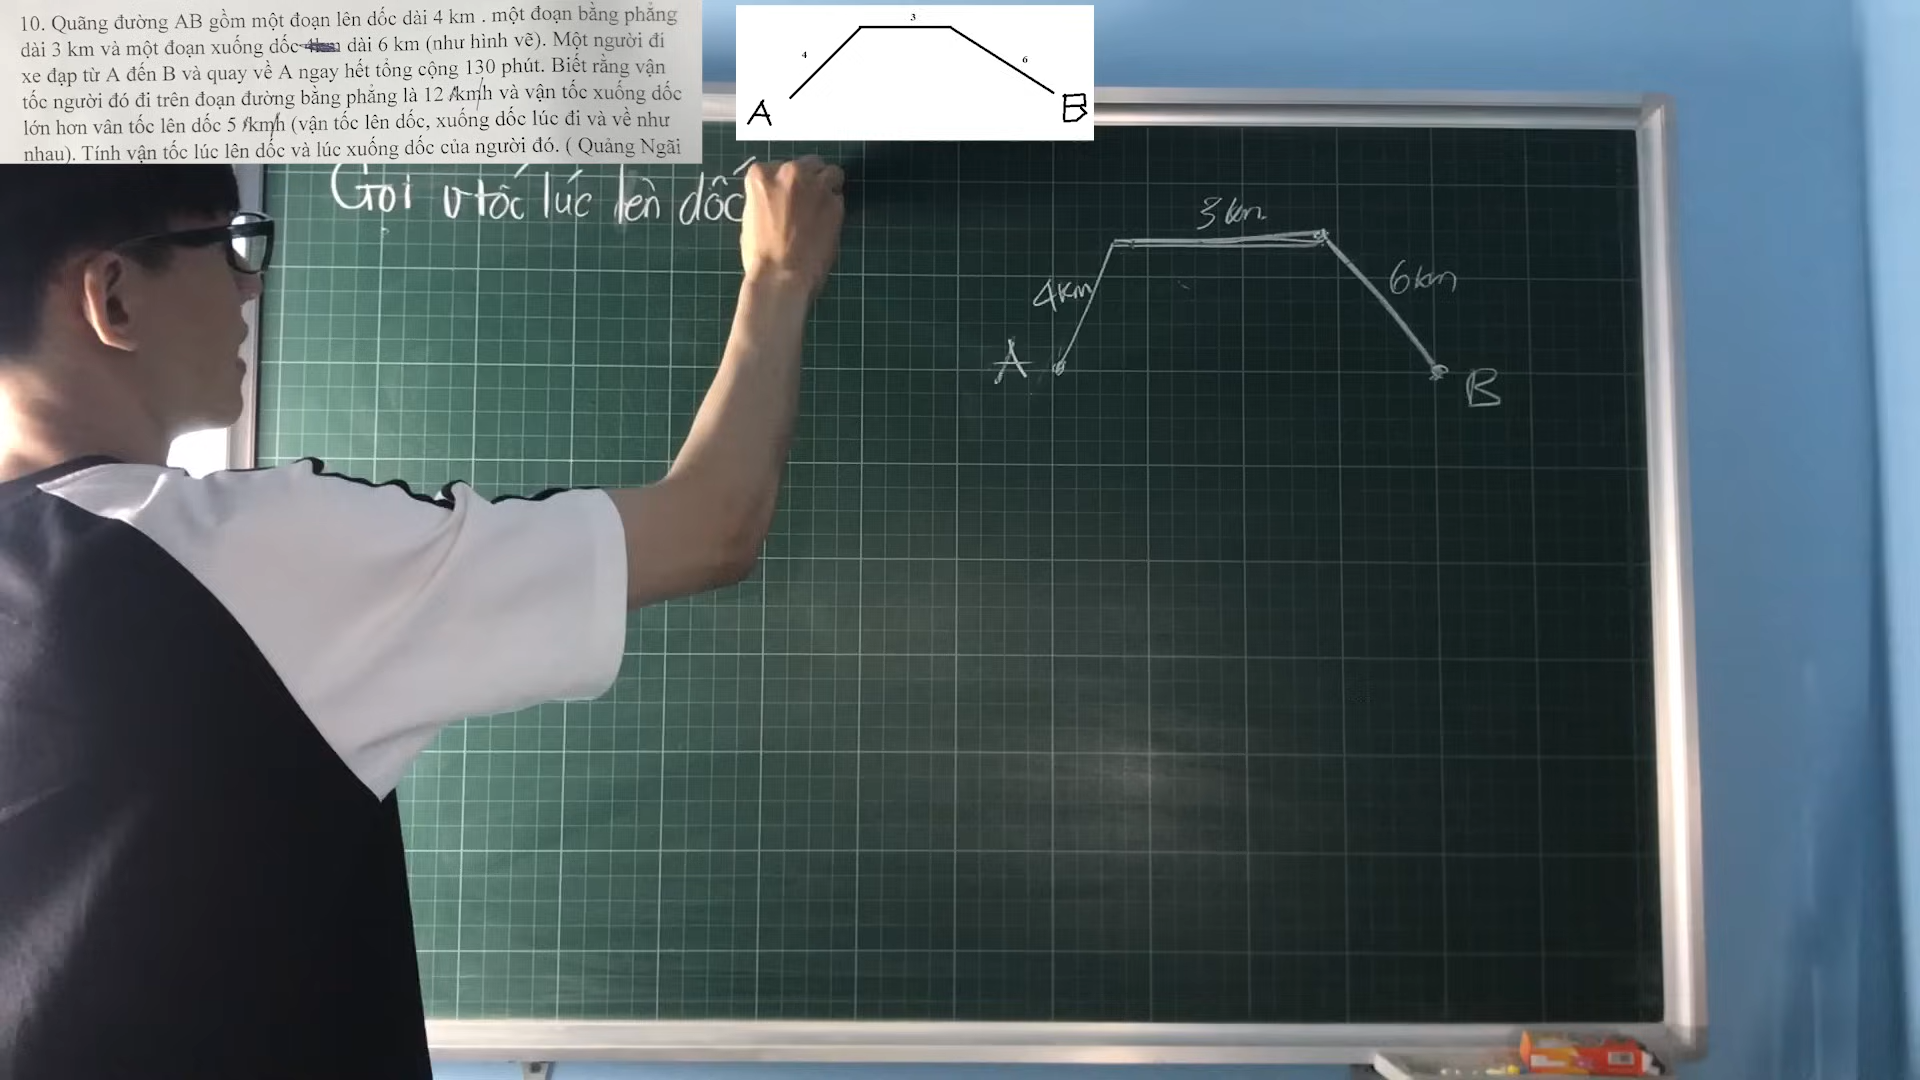 10. Quãng đường AB gồm một đoạn lên dốc dài 4 km . một đoạn bằng phẳng
dài 3 km và một đoạn xuống dốc dài 6 km (như hình vẽ). Một người đi
xe đạp từ A đến B và quay về A ngay hết tổng cộng 130 phút. Biết rằng vận
tốc người đó đi trên đoạn đường bằng phẳng là 12 km/h và vận tốc xuống dốc
lớn hơn vân tốc lên dốc 5 km/h (vận tốc lên dốc, xuống dốc lúc đi và về như
nhau). Tính vận tốc lúc lên dốc và lúc xuống dốc của người đó. ( Quảng Ngãi
3
4
6
A
B
Gọi v tốc lúc lên dốc
3 km
4km
6km
A
B